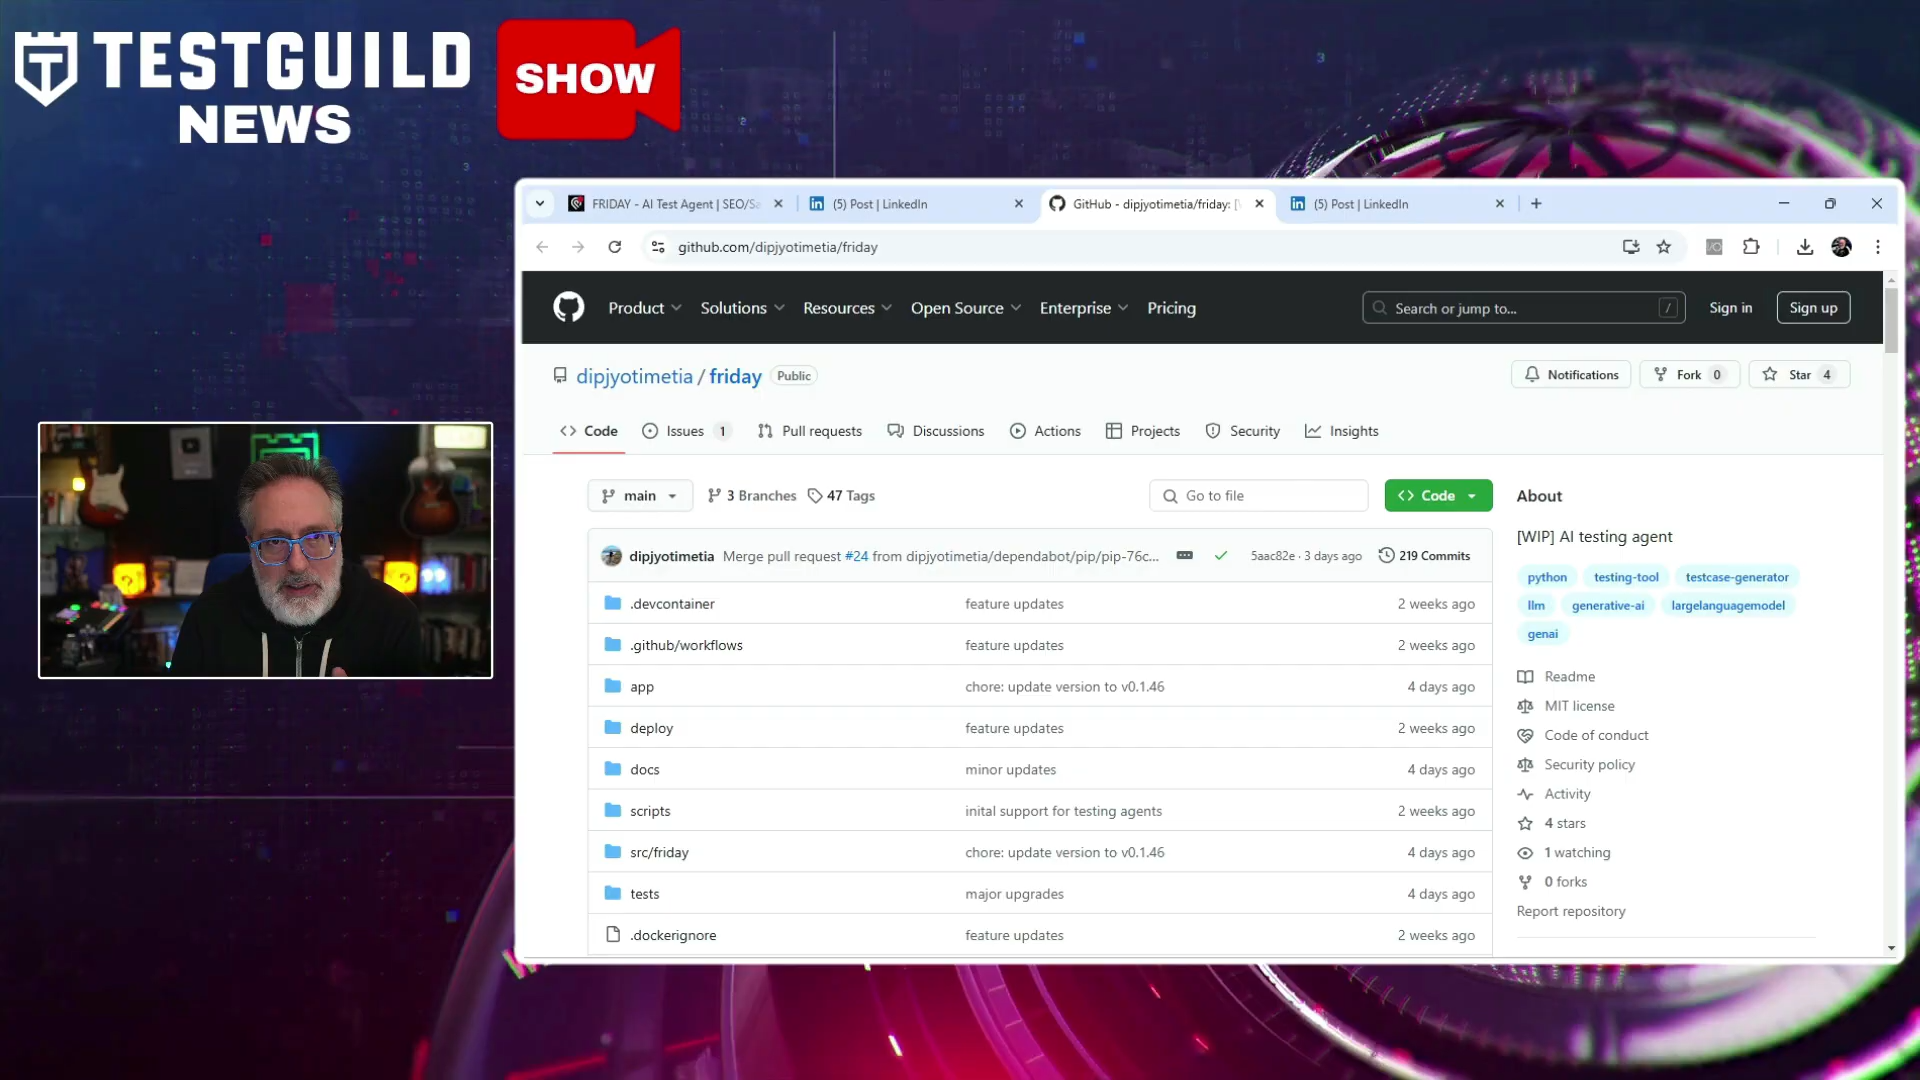 TESTGUILD
NEWS
SHOW
FRIDAY - AI Test Agent | SEO/Sa
(5) Post | LinkedIn
GitHub - dipjyotimetia/friday: [
(5) Post | LinkedIn
github.com/dipjyotimetia/friday
Product
Solutions
Resources
Open Source
Enterprise
Pricing
Search or jump to...
/
Sign in
Sign up
dipjyotimetia / friday
Public
Notifications
Fork 0
Star 4
Code
Issues 1
Pull requests
Discussions
Actions
Projects
Security
Insights
main
3 Branches
47 Tags
Go to file
Code
dipjyotimetia Merge pull request #24 from dipjyotimetia/dependabot/pip/pip-76c... 5aac82e · 3 days ago 219 Commits
.devcontainer feature updates 2 weeks ago
.github/workflows feature updates 2 weeks ago
app chore: update version to v0.1.46 4 days ago
deploy feature updates 2 weeks ago
docs minor updates 4 days ago
scripts inital support for testing agents 2 weeks ago
src/friday chore: update version to v0.1.46 4 days ago
tests major upgrades 4 days ago
.dockerignore feature updates 2 weeks ago
About
[WIP] AI testing agent
python testing-tool testcase-generator
llm generative-ai largelanguagemodel
genai
Readme
MIT license
Code of conduct
Security policy
Activity
4 stars
1 watching
0 forks
Report repository